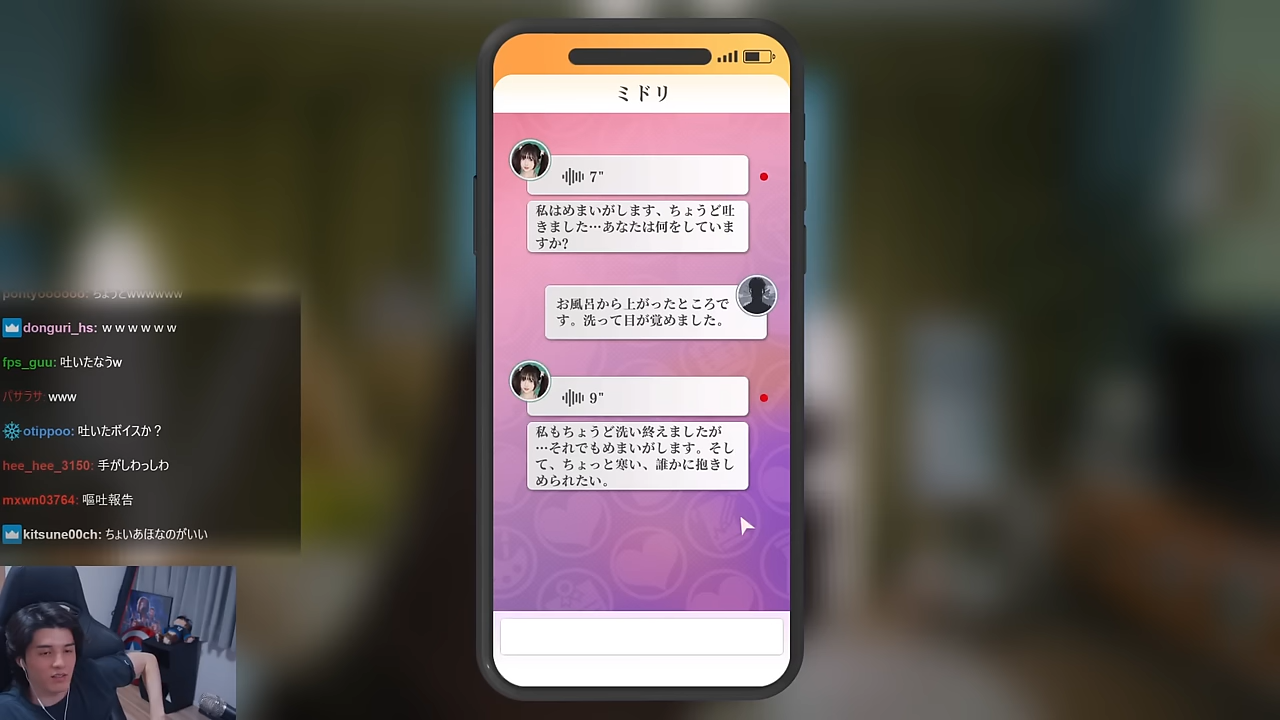 ミドリ
7"
私はめまいがします、ちょうど吐
きました…あなたは何をしていま
すか?
お風呂から上がったところで
す。洗って目が覚めました。
9"
私もちょうど洗い終えましたが
…それでもめまいがします。そし
て、ちょっと寒い、誰かに抱きし
められたい。
donguri_hs: ｗｗｗｗｗｗ
fps_guu: 吐いたなうw
バサラサ: www
otippoo: 吐いたボイスか？
hee_hee_3150: 手がしわっしわ
mxwn03764: 嘔吐報告
kitsune00ch: ちょいあほなのがいい